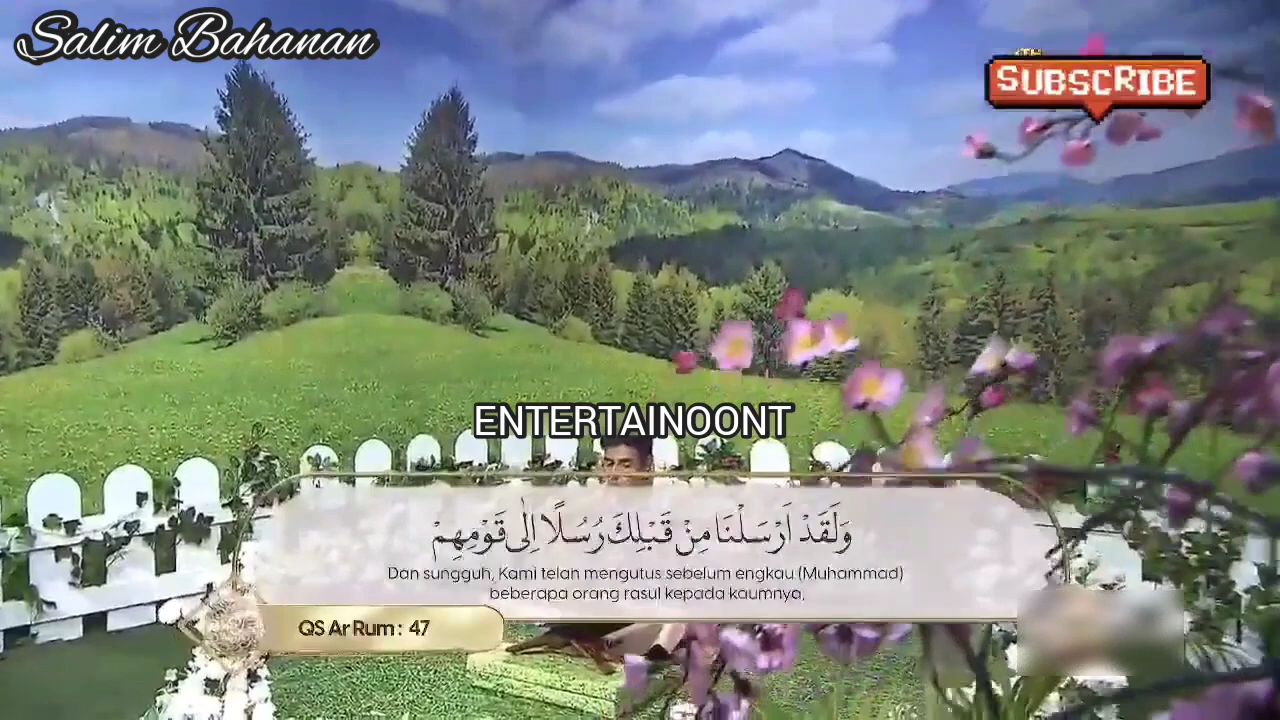 Salim Bahanan
SUBSCRIBE
ENTERTAINOONT
وَلَقَدْ اَرْسَلْنَا مِنْ قَبْلِكَ رُسُلًا اِلٰى قَوْمِهِمْ
Dan sungguh, Kami telah mengutus sebelum engkau (Muhammad)
beberapa orang rasul kepada kaumnya,
QS Ar Rum : 47